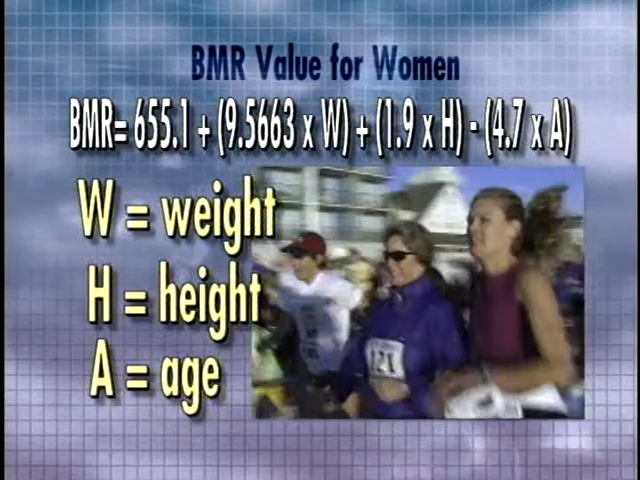 BMR Value for Women
BMR= 655.1 + (9.5663 x W) + (1.9 x H) - (4.7 x A)
W = weight
H = height
A = age
121